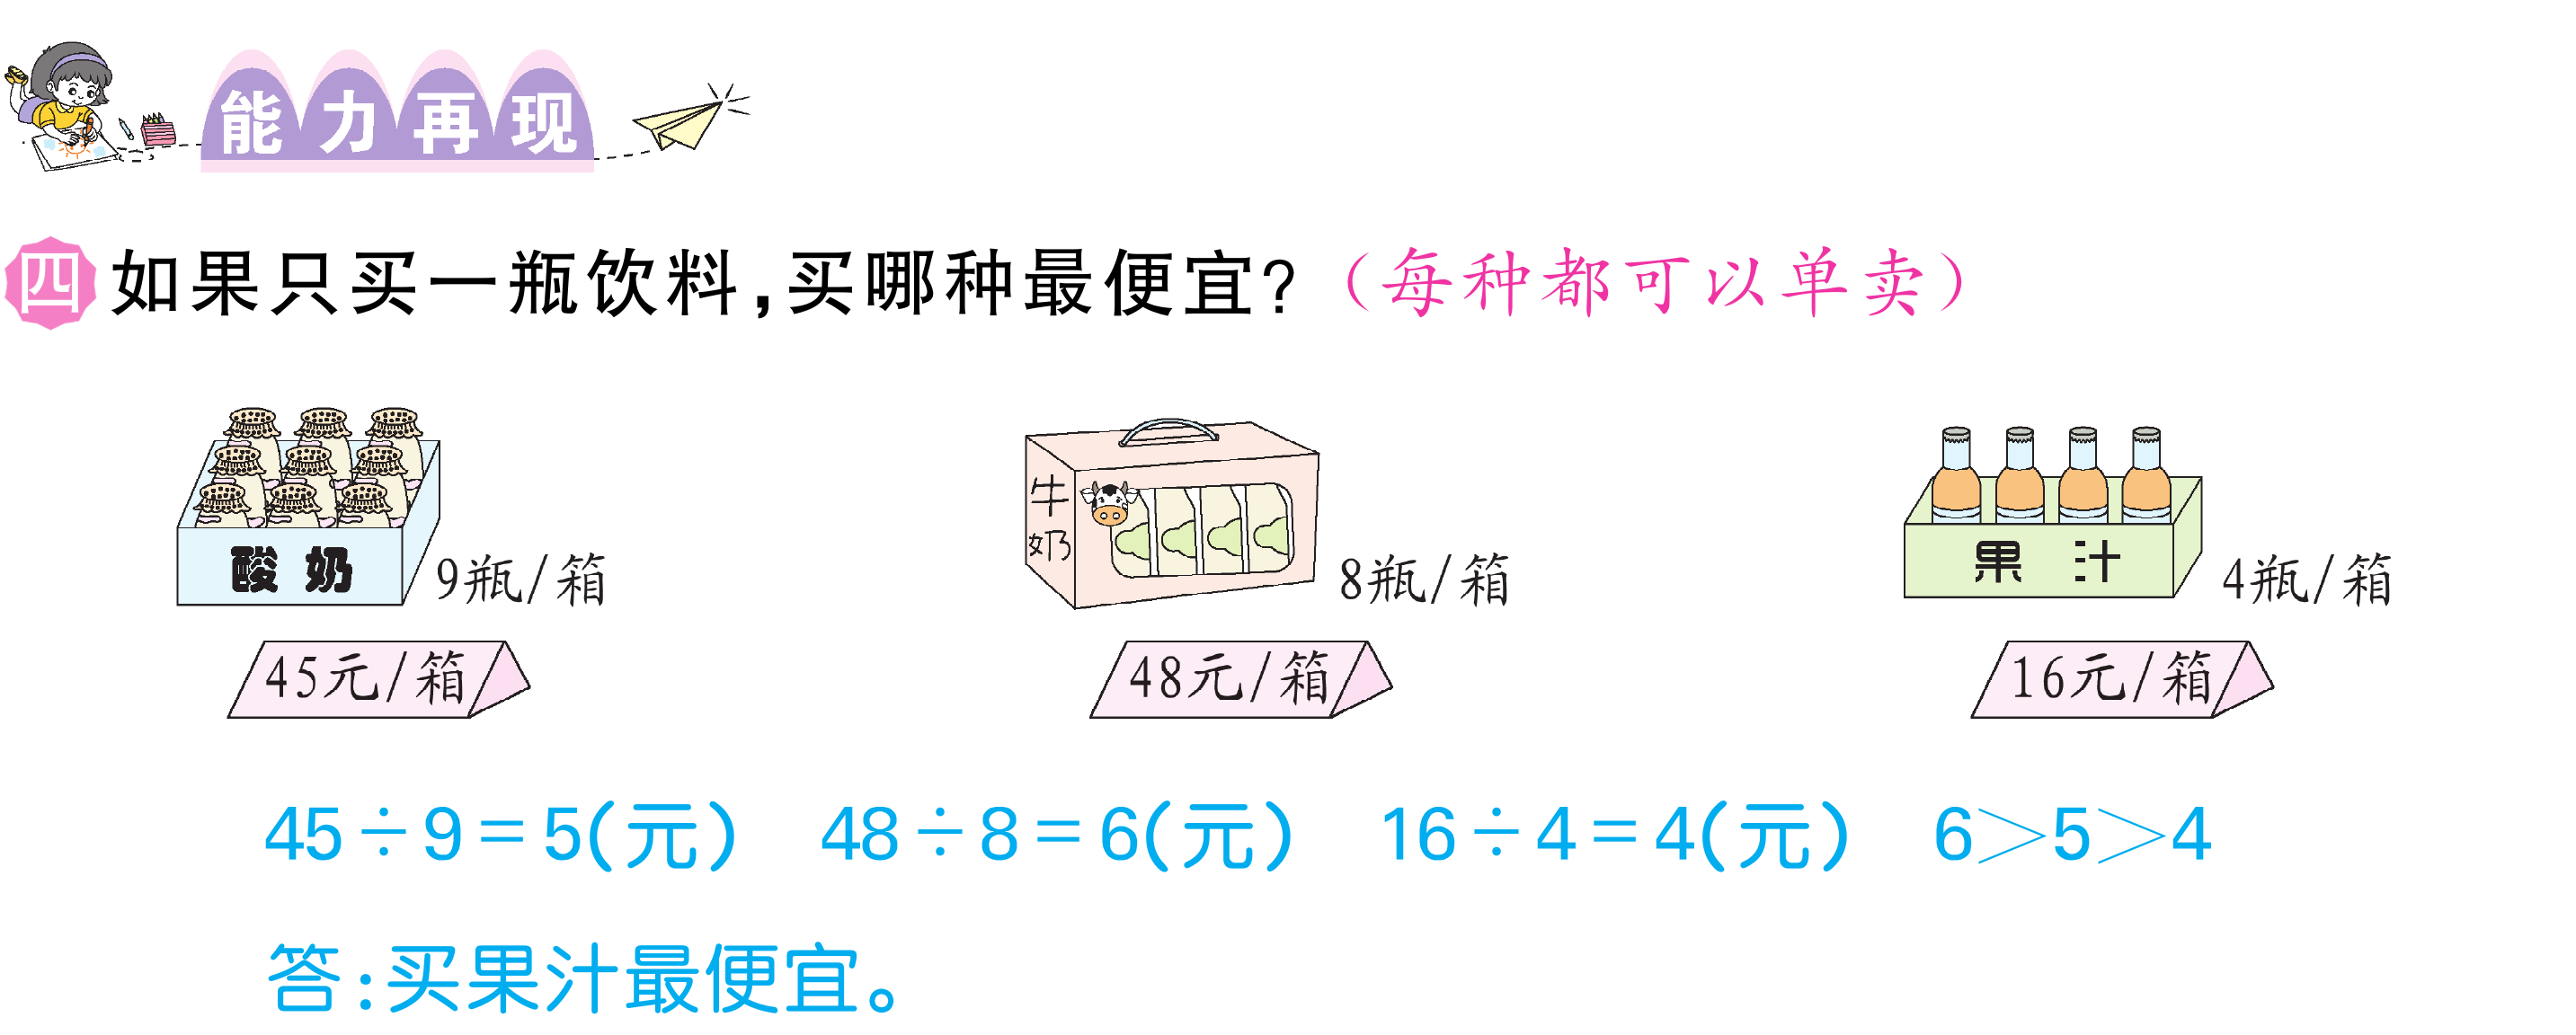 能力再现
四 如果只买一瓶饮料,买哪种最便宜?(每种都可以单卖)
酸奶 9瓶/箱
牛奶 8瓶/箱
果汁 4瓶/箱
45元/箱 48元/箱 16元/箱
45÷9=5(元) 48÷8=6(元) 16÷4=4(元) 6>5>4
答:买果汁最便宜。